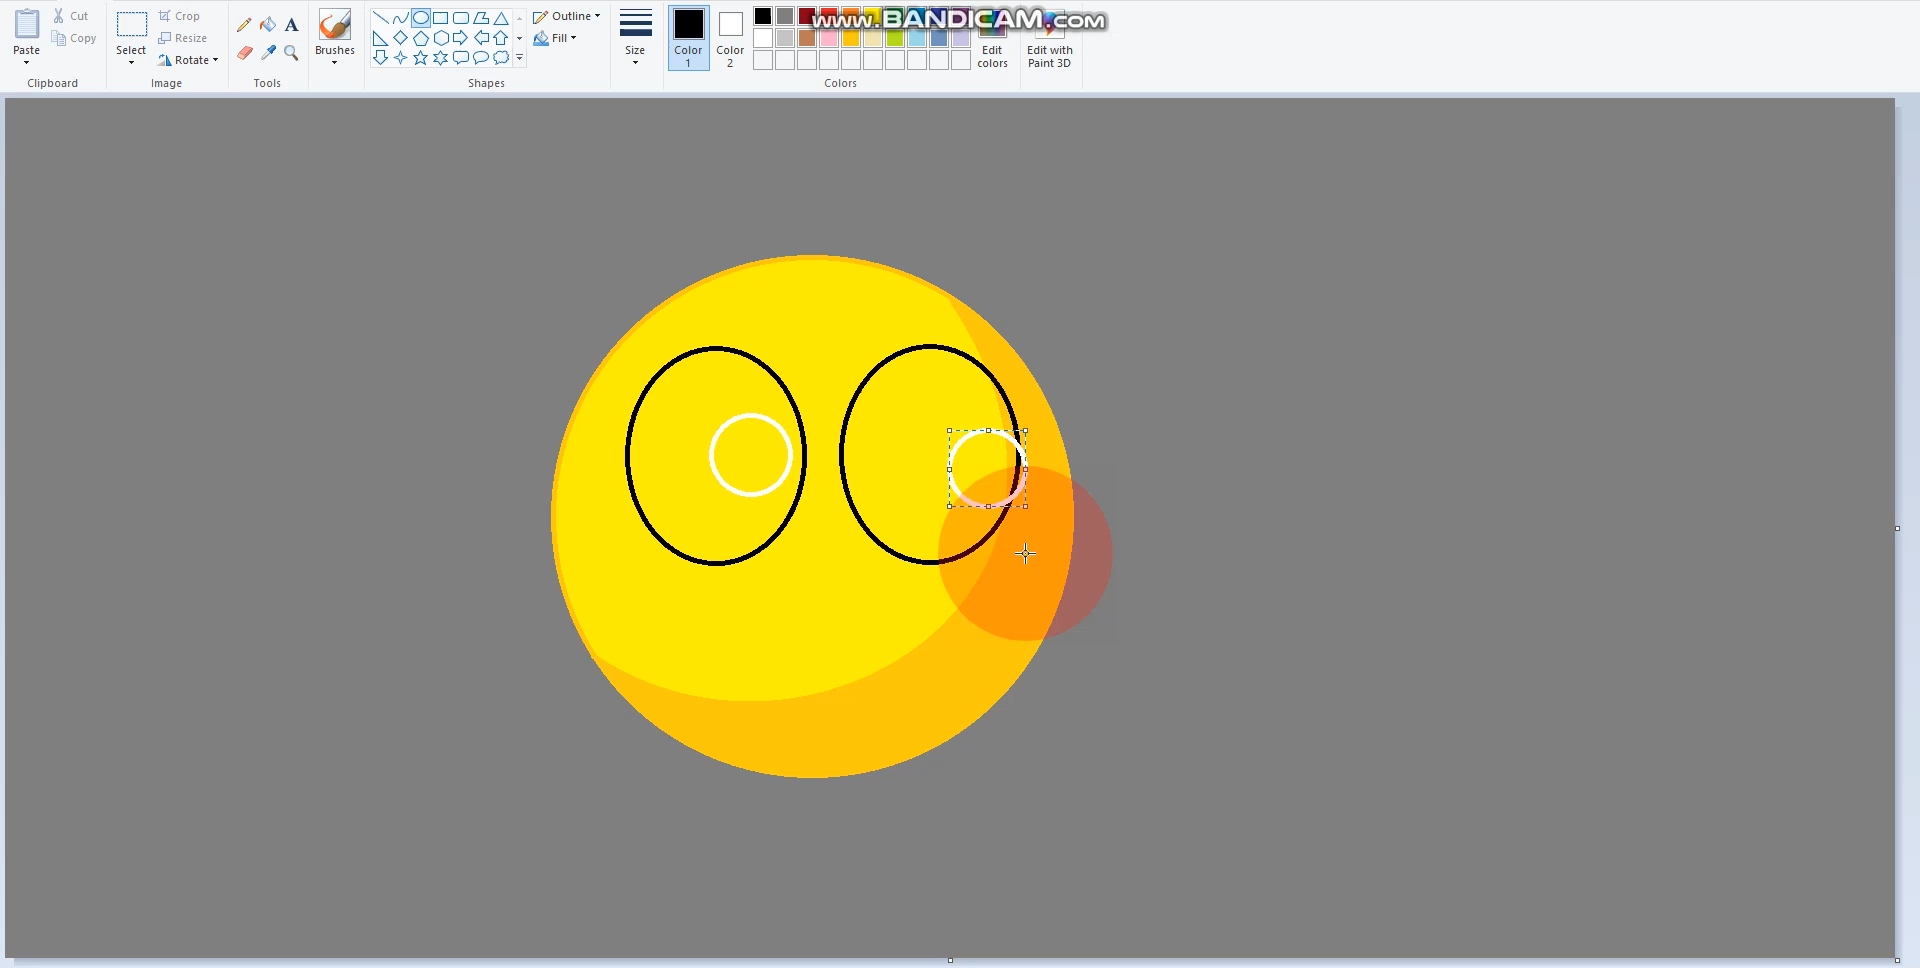 www.BANDICAM.com
Cut
Copy
Paste
Clipboard
Select
Crop
Resize
Rotate
Image
A
Tools
Brushes
Outline
Fill
Shapes
Size
Color
1
Color
2
Edit
colors
Colors
Edit with
Paint 3D